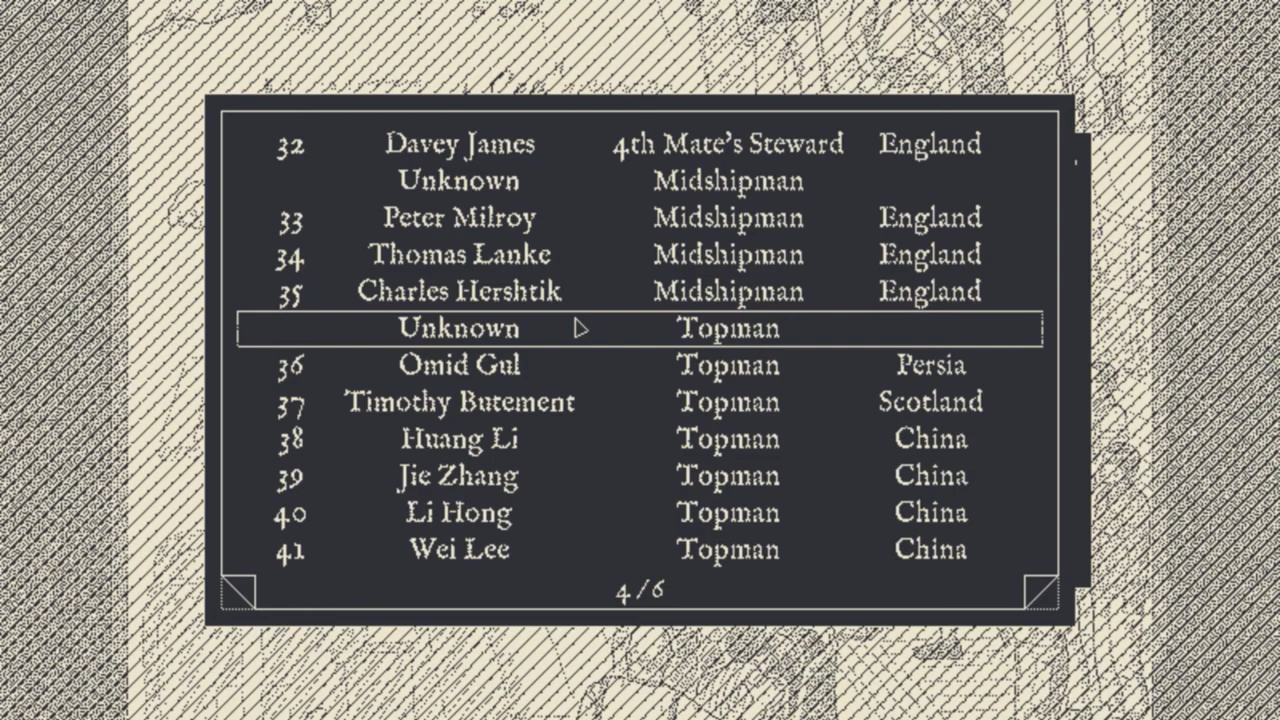 32 Davey James 4th Mate's Steward England
Unknown Midshipman
33 Peter Milroy Midshipman England
34 Thomas Lanke Midshipman England
35 Charles Hershtik Midshipman England
Unknown Topman
36 Omid Gul Topman Persia
37 Timothy Butement Topman Scotland
38 Huang Li Topman China
39 Jie Zhang Topman China
40 Li Hong Topman China
41 Wei Lee Topman China
4/6